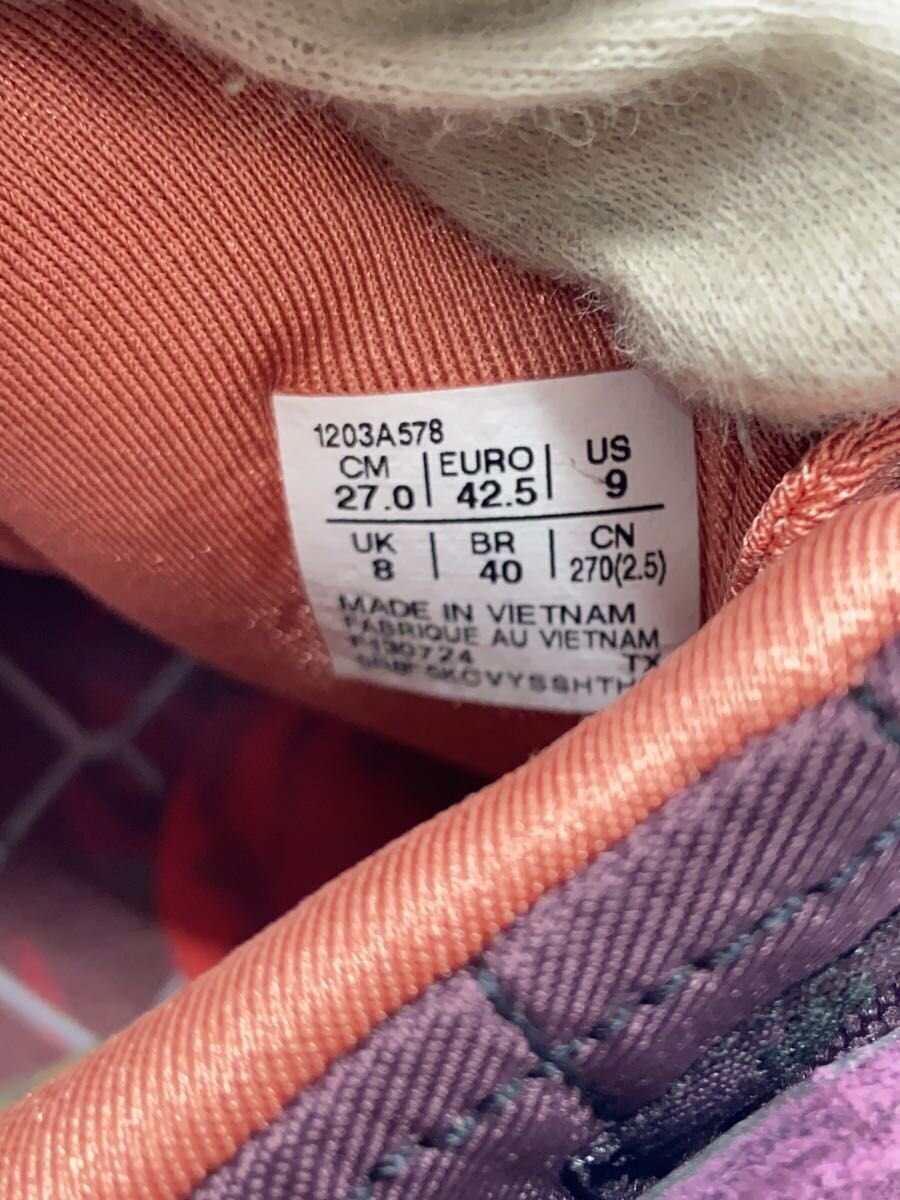 1203A578
CM EURO US
27.0 42.5 9
UK BR CN
8 40 270(2.5)
MADE IN VIETNAM
FABRIQUE AU VIETNAM
TX